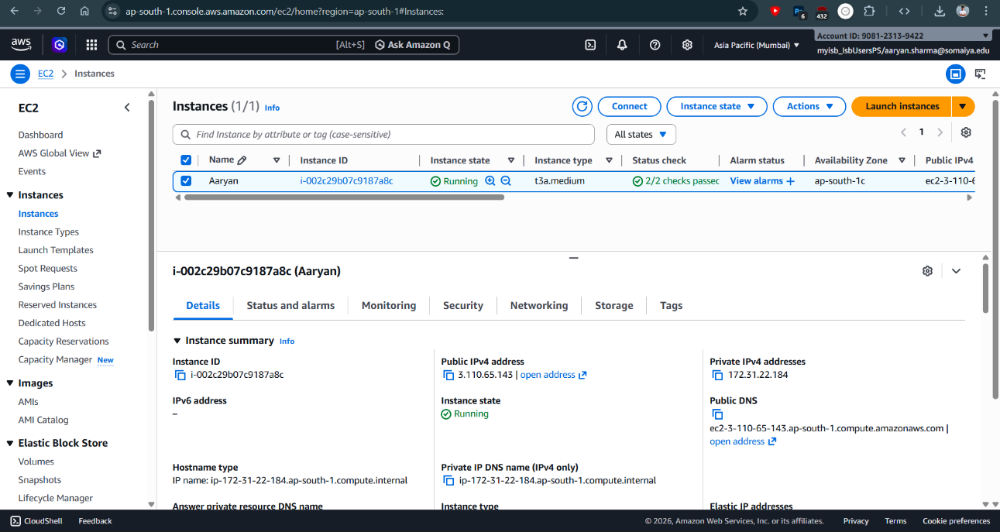 ap-south-1.console.aws.amazon.com/ec2/home?region=ap-south-1#Instances:
6
432
aws
Search [Alt+S] Ask Amazon Q
Asia Pacific (Mumbai)
Account ID: 9081-2313-9422
myisb_IsbUsersPS/aaryan.sharma@somaiya.edu
EC2 Instances
EC2
Dashboard
AWS Global View
Events
Instances
Instances
Instance Types
Launch Templates
Spot Requests
Savings Plans
Reserved Instances
Dedicated Hosts
Capacity Reservations
Capacity Manager New
Images
AMIs
AMI Catalog
Elastic Block Store
Volumes
Snapshots
Lifecycle Manager
Instances (1/1) Info
Connect Instance state Actions Launch instances
Find Instance by attribute or tag (case-sensitive) All states 1
Name Instance ID Instance state Instance type Status check Alarm status Availability Zone Public IPv4
Aaryan i-002c29b07c9187a8c Running t3a.medium 2/2 checks passec View alarms + ap-south-1c ec2-3-110-6
i-002c29b07c9187a8c (Aaryan)
Details Status and alarms Monitoring Security Networking Storage Tags
Instance summary Info
Instance ID
i-002c29b07c9187a8c
Public IPv4 address
3.110.65.143 | open address
Private IPv4 addresses
172.31.22.184
IPv6 address
–
Instance state
Running
Public DNS
ec2-3-110-65-143.ap-south-1.compute.amazonaws.com |
open address
Hostname type
IP name: ip-172-31-22-184.ap-south-1.compute.internal
Private IP DNS name (IPv4 only)
ip-172-31-22-184.ap-south-1.compute.internal
Answer private resource DNS name
Instance type
Elastic IP addresses
CloudShell Feedback © 2026, Amazon Web Services, Inc. or its affiliates. Privacy Terms Cookie preferences